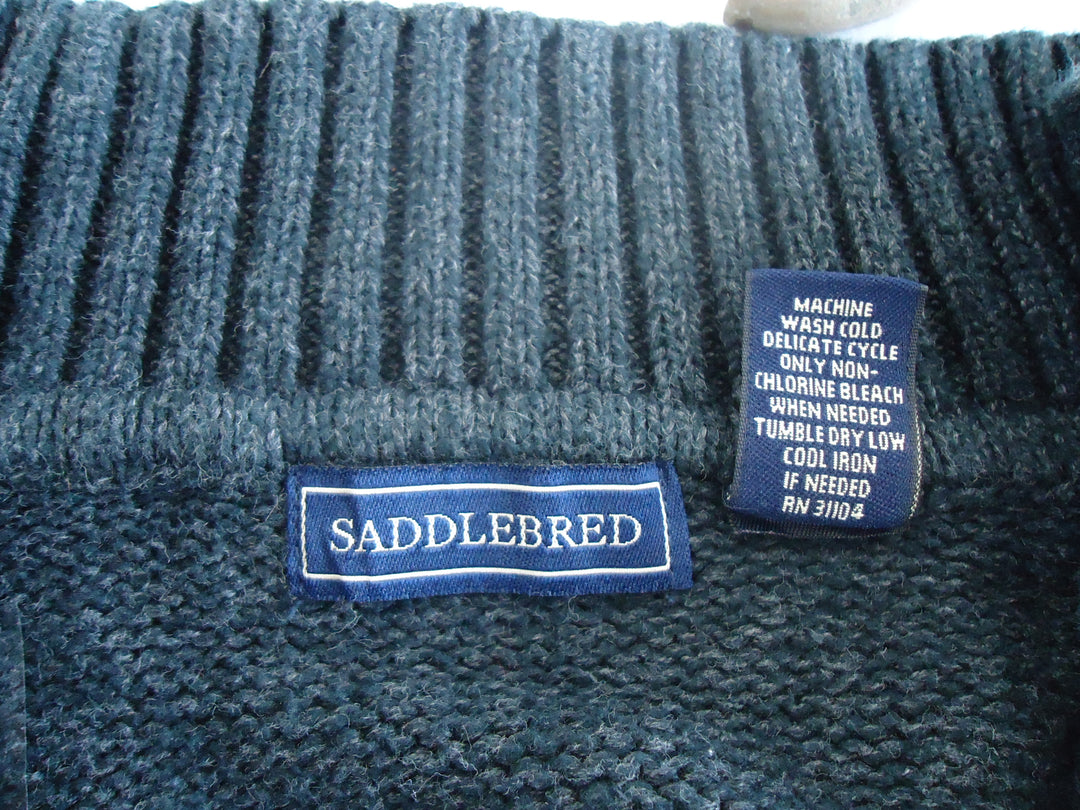 SADDLEBRED
MACHINE
WASH COLD
DELICATE CYCLE
ONLY NON-
CHLORINE BLEACH
WHEN NEEDED
TUMBLE DRY LOW
COOL IRON
IF NEEDED
RN 31104